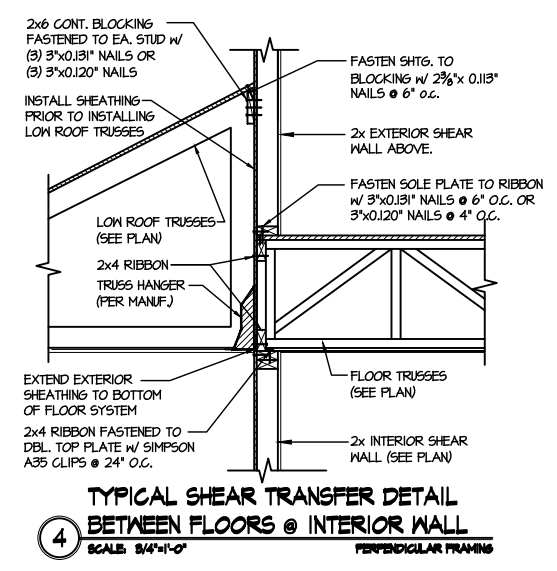 2x6 CONT. BLOCKING
FASTENED TO EA. STUD W/
(3) 3"x0.131" NAILS OR
(3) 3"x0.120" NAILS
INSTALL SHEATHING
PRIOR TO INSTALLING
LOW ROOF TRUSSES
FASTEN SHTG. TO
BLOCKING W/ 2⅜"x 0.113"
NAILS @ 6" O.C.
2x EXTERIOR SHEAR
WALL ABOVE.
FASTEN SOLE PLATE TO RIBBON
W/ 3"x0.131" NAILS @ 6" O.C. OR
3"x0.120" NAILS @ 4" O.C.
LOW ROOF TRUSSES
(SEE PLAN)
2x4 RIBBON
TRUSS HANGER
(PER MANUF.)
EXTEND EXTERIOR
SHEATHING TO BOTTOM
OF FLOOR SYSTEM
2x4 RIBBON FASTENED TO
DBL. TOP PLATE W/ SIMPSON
A35 CLIPS @ 24" O.C.
FLOOR TRUSSES
(SEE PLAN)
2x INTERIOR SHEAR
WALL (SEE PLAN)
TYPICAL SHEAR TRANSFER DETAIL
4 BETWEEN FLOORS @ INTERIOR WALL
SCALE: 3/4"=1'-0" PERPENDICULAR FRAMING